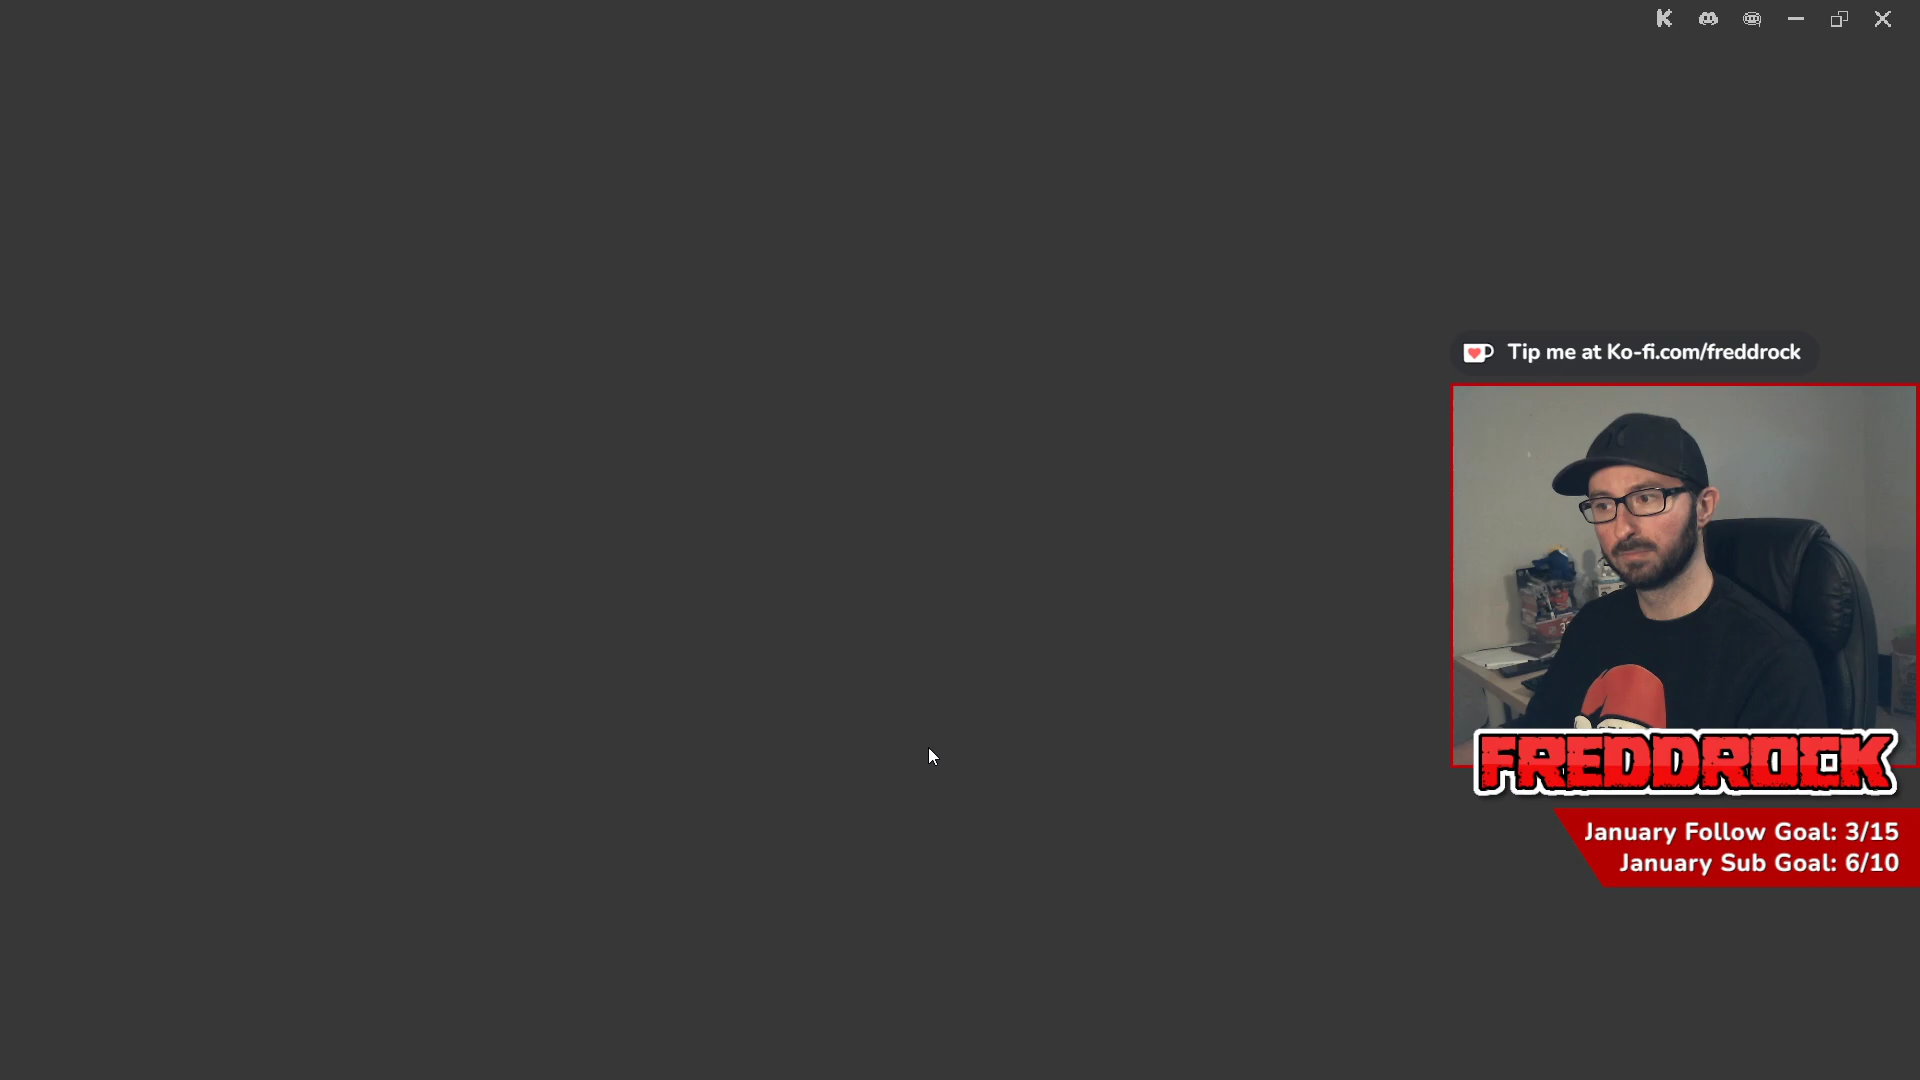 Tip me at Ko-fi.com/freddrock
FREDDROCK
January Follow Goal: 3/15
January Sub Goal: 6/10